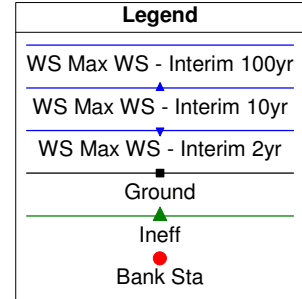 Legend
WS Max WS - Interim 100yr
WS Max WS - Interim 10yr
WS Max WS - Interim 2yr
Ground
Ineff
Bank Sta